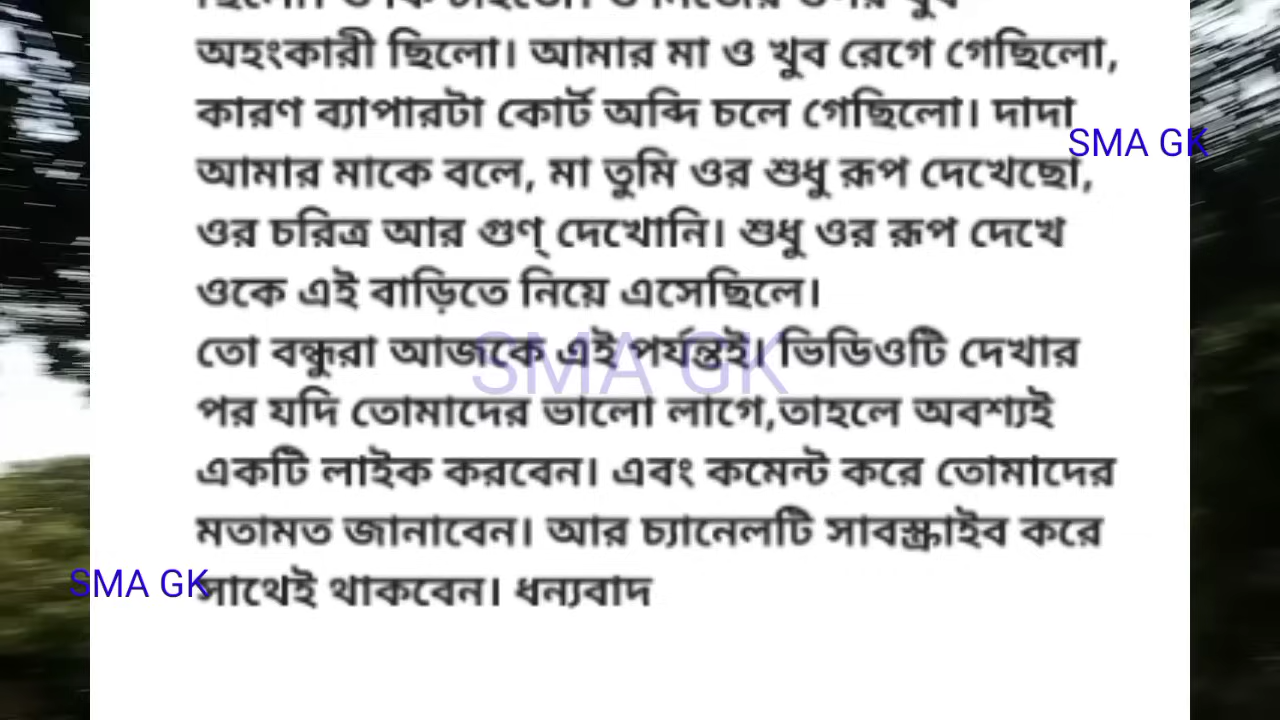 অহংকারী ছিলো। আমার মা ও খুব রেগে গেছিলো,
কারণ ব্যাপারটা কোর্ট অব্দি চলে গেছিলো। দাদা
SMA GK
আমার মাকে বলে, মা তুমি ওর শুধু রূপ দেখেছো,
ওর চরিত্র আর গুণ্ দেখোনি। শুধু ওর রূপ দেখে
ওকে এই বাড়িতে নিয়ে এসেছিলে।
তো বন্ধুরা আজকে এই পর্যন্তই। ভিডিওটি দেখার
SMA GK
পর যদি তোমাদের ভালো লাগে,তাহলে অবশ্যই
একটি লাইক করবেন। এবং কমেন্ট করে তোমাদের
মতামত জানাবেন। আর চ্যানেলটি সাবস্ক্রাইব করে
SMA GK
সাথেই থাকবেন। ধন্যবাদ